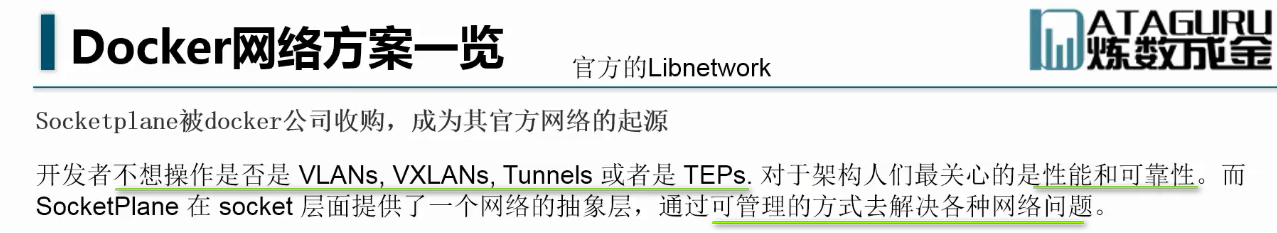 Docker网络方案一览
官方的Libnetwork
ATAGURU
炼数成金
Socketplane被docker公司收购，成为其官方网络的起源
开发者不想操作是否是 VLANs, VXLANs, Tunnels 或者是 TEPs. 对于架构人们最关心的是性能和可靠性。而
SocketPlane 在 socket 层面提供了一个网络的抽象层，通过可管理的方式去解决各种网络问题。